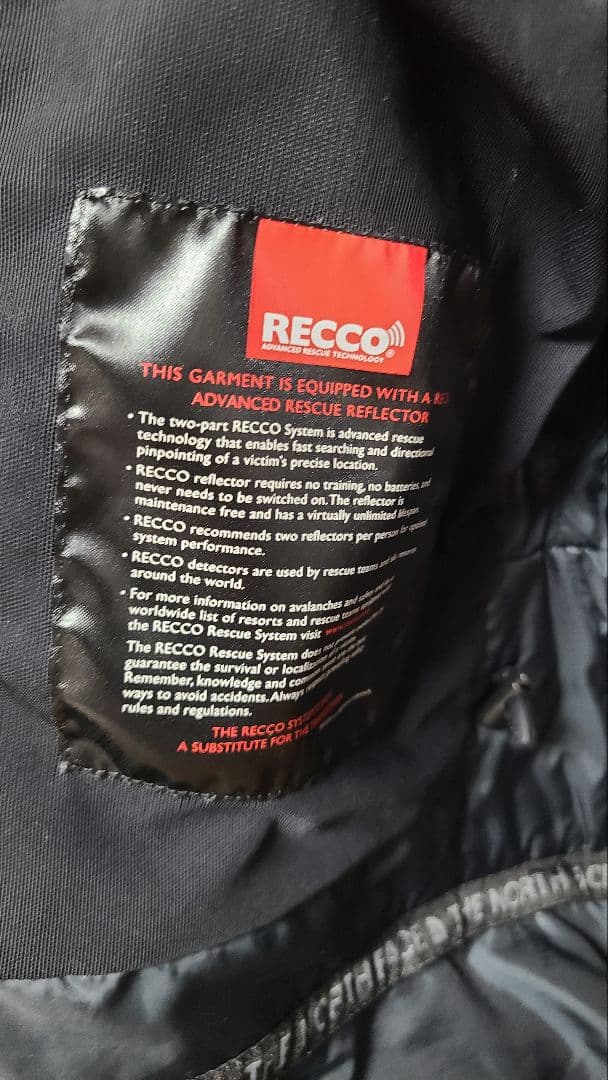 RECCO
ADVANCED RESCUE TECHNOLOGY
THIS GARMENT IS EQUIPPED WITH A
ADVANCED RESCUE REFLECTOR
• The two-part RECCO System is advanced rescue
technology that enables fast searching and directional
pinpointing of a victim's precise location.
• RECCO reflector requires no training, no batteries, and
never needs to be switched on. The reflector is
maintenance free and has a virtually unlimited lifespan.
• RECCO recommends two reflectors per person for optimal
system performance.
• RECCO detectors are used by rescue teams and
around the world.
• For more information on avalanches and
worldwide list of resorts and rescue teams
the RECCO Rescue System visit
The RECCO Rescue System does not
guarantee the survival or
Remember, knowledge and
ways to avoid accidents. Always
rules and regulations.
THE RECCO
A SUBSTITUTE FOR
THE NORTH